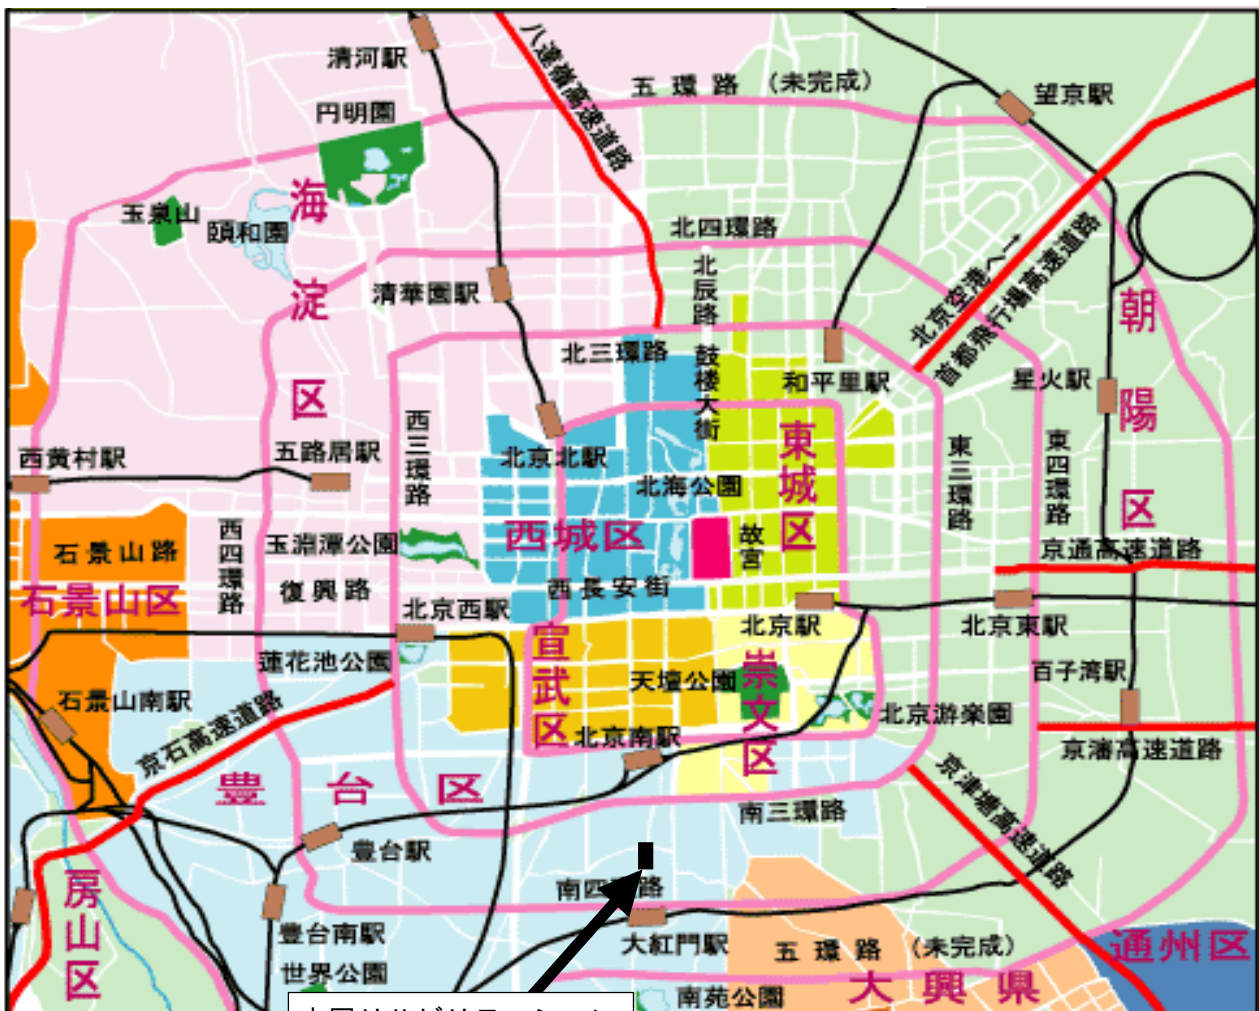 清河駅
八達嶺高速道路
五環路 (未完成)
望京駅
円明園
海淀区
玉泉山
頤和園
北四環路
北辰路
北京空港へ→
首都飛行場高速道路
清華園駅
朝陽区
北三環路
鼓楼大街
和平里駅
星火駅
西三環路
東城区
東三環路
東四環路
西黄村駅
五路居駅
北京北駅
北海公園
石景山路
西四環路
玉淵潭公園
西城区
故宮
京通高速道路
石景山区
復興路
西長安街
北京西駅
北京駅
北京東駅
蓮花池公園
宣武区
天壇公園
崇文区
百子湾駅
石景山南駅
北京游楽園
京石高速道路
北京南駅
京瀋高速道路
豊台区
南三環路
京津塘高速道路
豊台駅
房山区
南四環路
豊台南駅
大紅門駅
五環路 (未完成)
通州区
世界公園
南苑公園
大興県